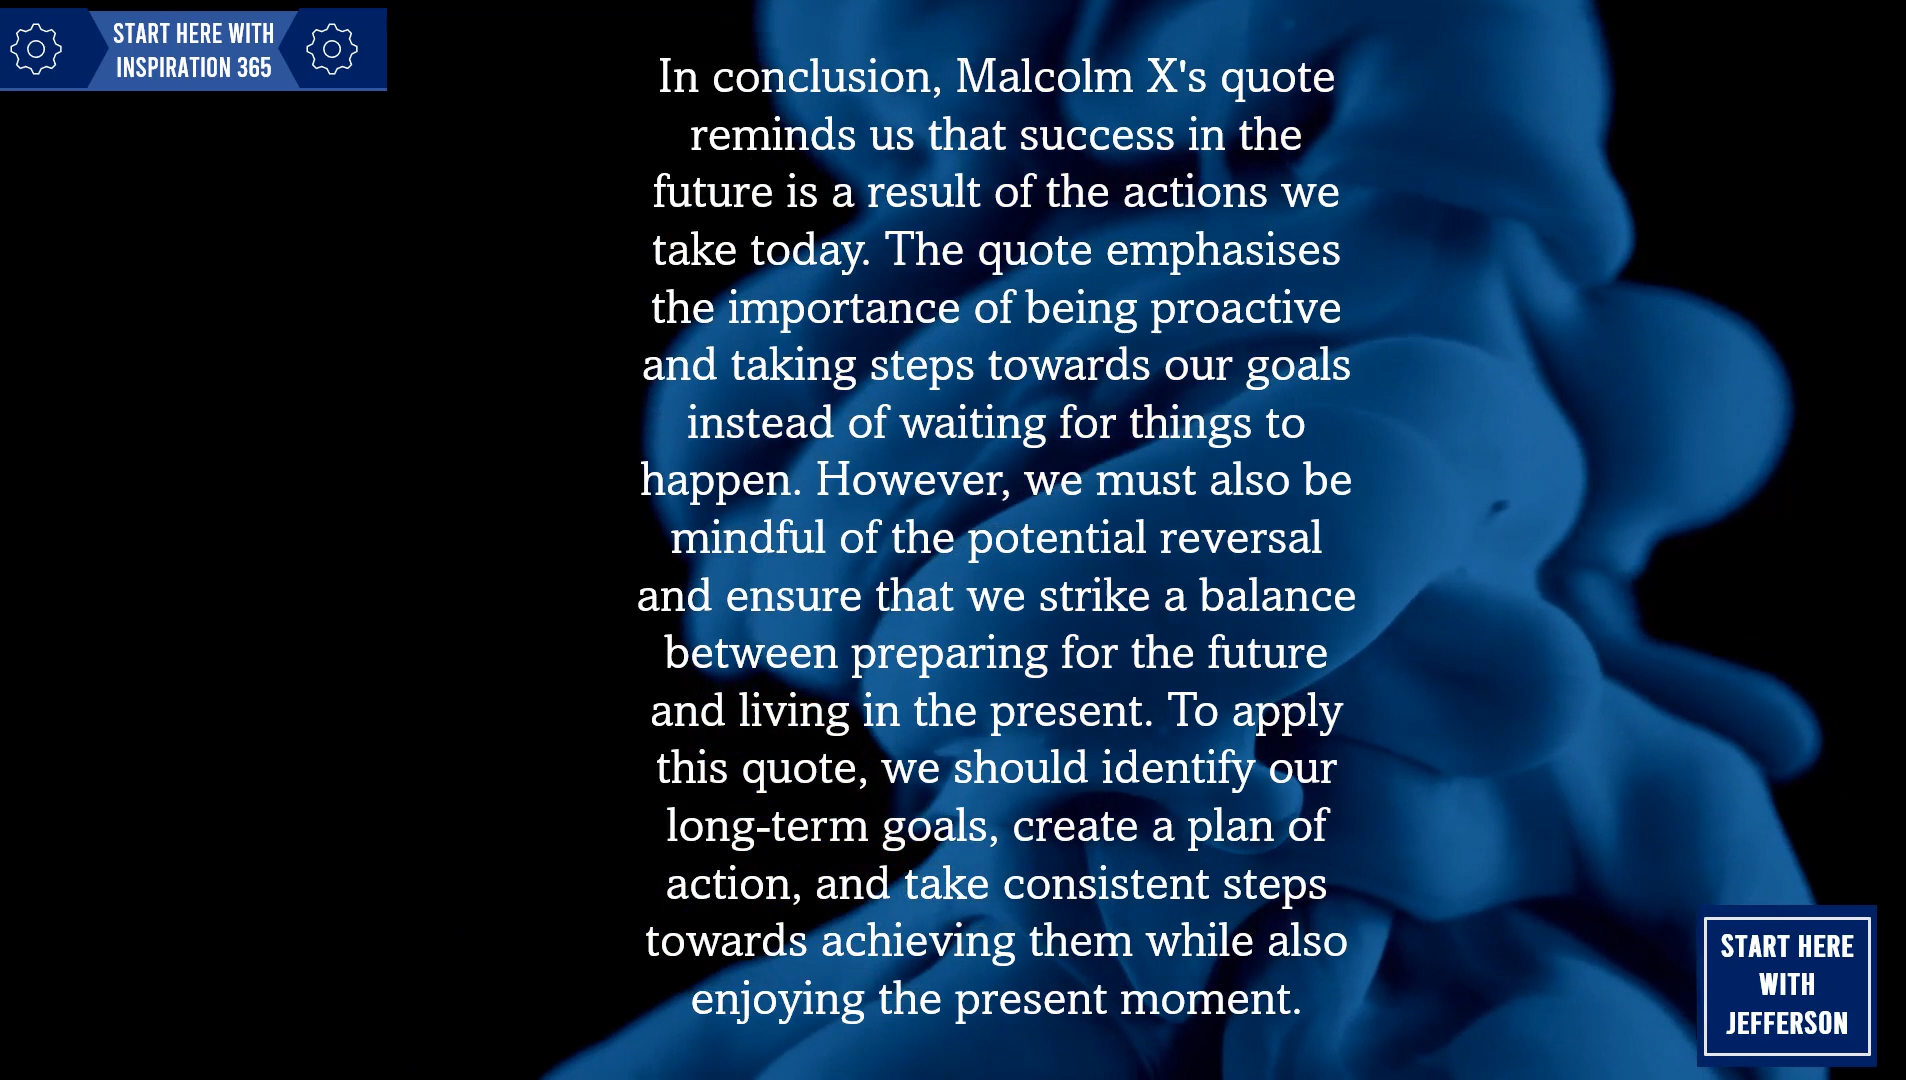 START HERE WITH
INSPIRATION 365
In conclusion, Malcolm X's quote
reminds us that success in the
future is a result of the actions we
take today. The quote emphasises
the importance of being proactive
and taking steps towards our goals
instead of waiting for things to
happen. However, we must also be
mindful of the potential reversal
and ensure that we strike a balance
between preparing for the future
and living in the present. To apply
this quote, we should identify our
long-term goals, create a plan of
action, and take consistent steps
towards achieving them while also
enjoying the present moment.
START HERE
WITH
JEFFERSON